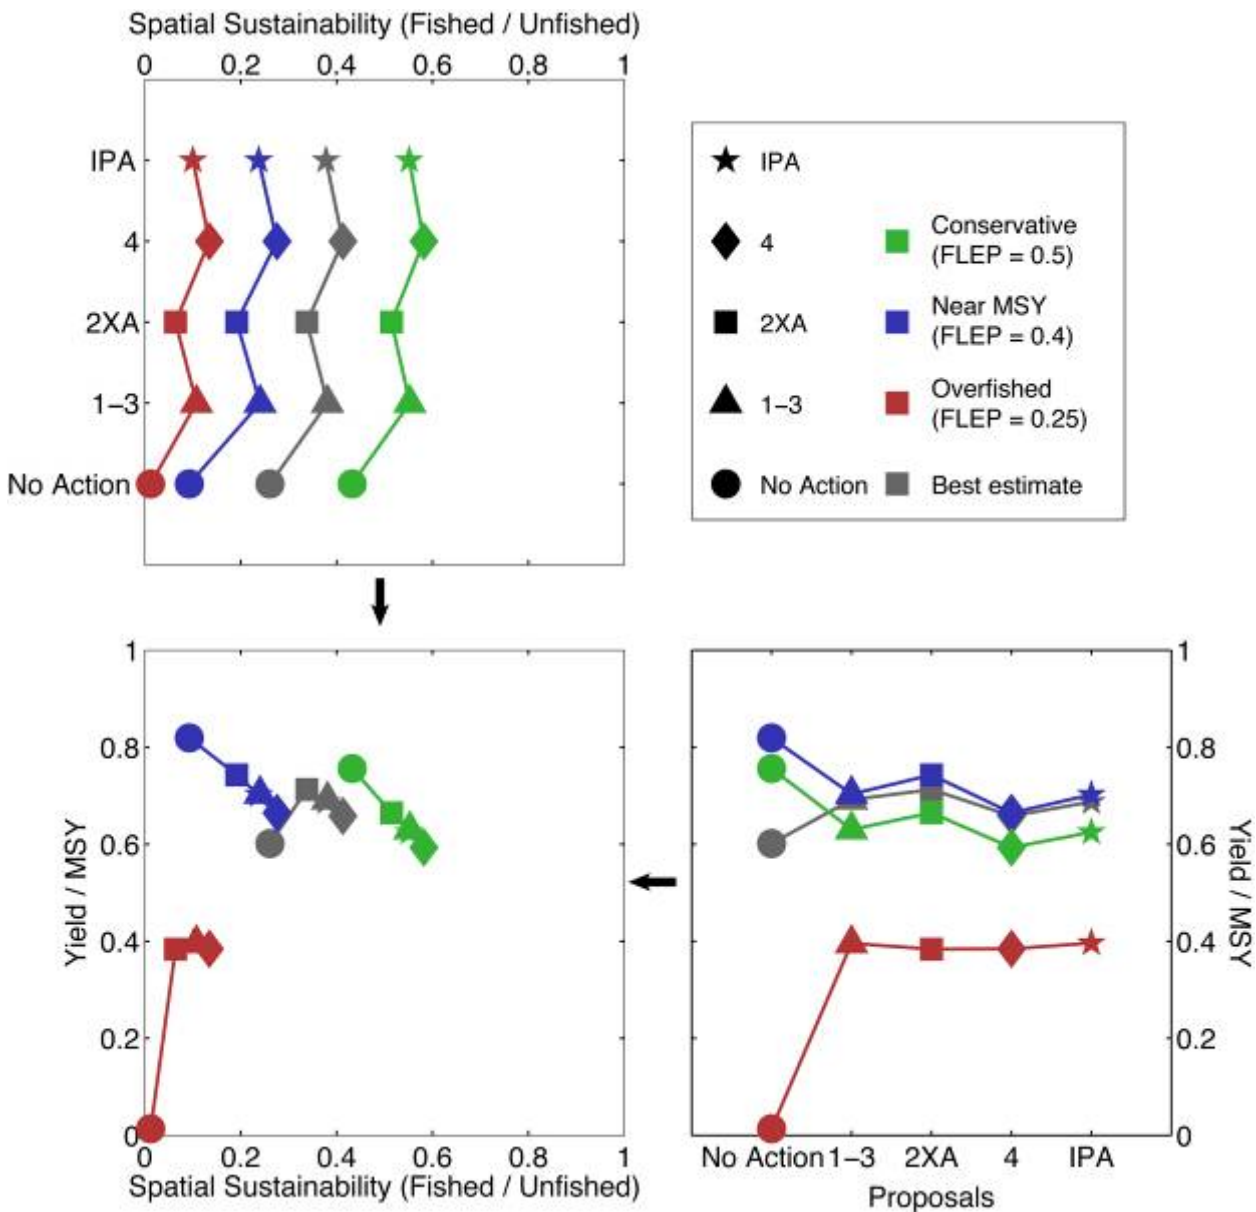 Spatial Sustainability (Fished / Unfished)
0 0.2 0.4 0.6 0.8 1
IPA
4
2XA
1–3
No Action
IPA
4
2XA
1–3
No Action
Conservative
(FLEP = 0.5)
Near MSY
(FLEP = 0.4)
Overfished
(FLEP = 0.25)
Best estimate
Yield / MSY
1
0.8
0.6
0.4
0.2
0
0 0.2 0.4 0.6 0.8 1
Spatial Sustainability (Fished / Unfished)
1
0.8
0.6
0.4
0.2
0
Yield / MSY
No Action 1–3 2XA 4 IPA
Proposals